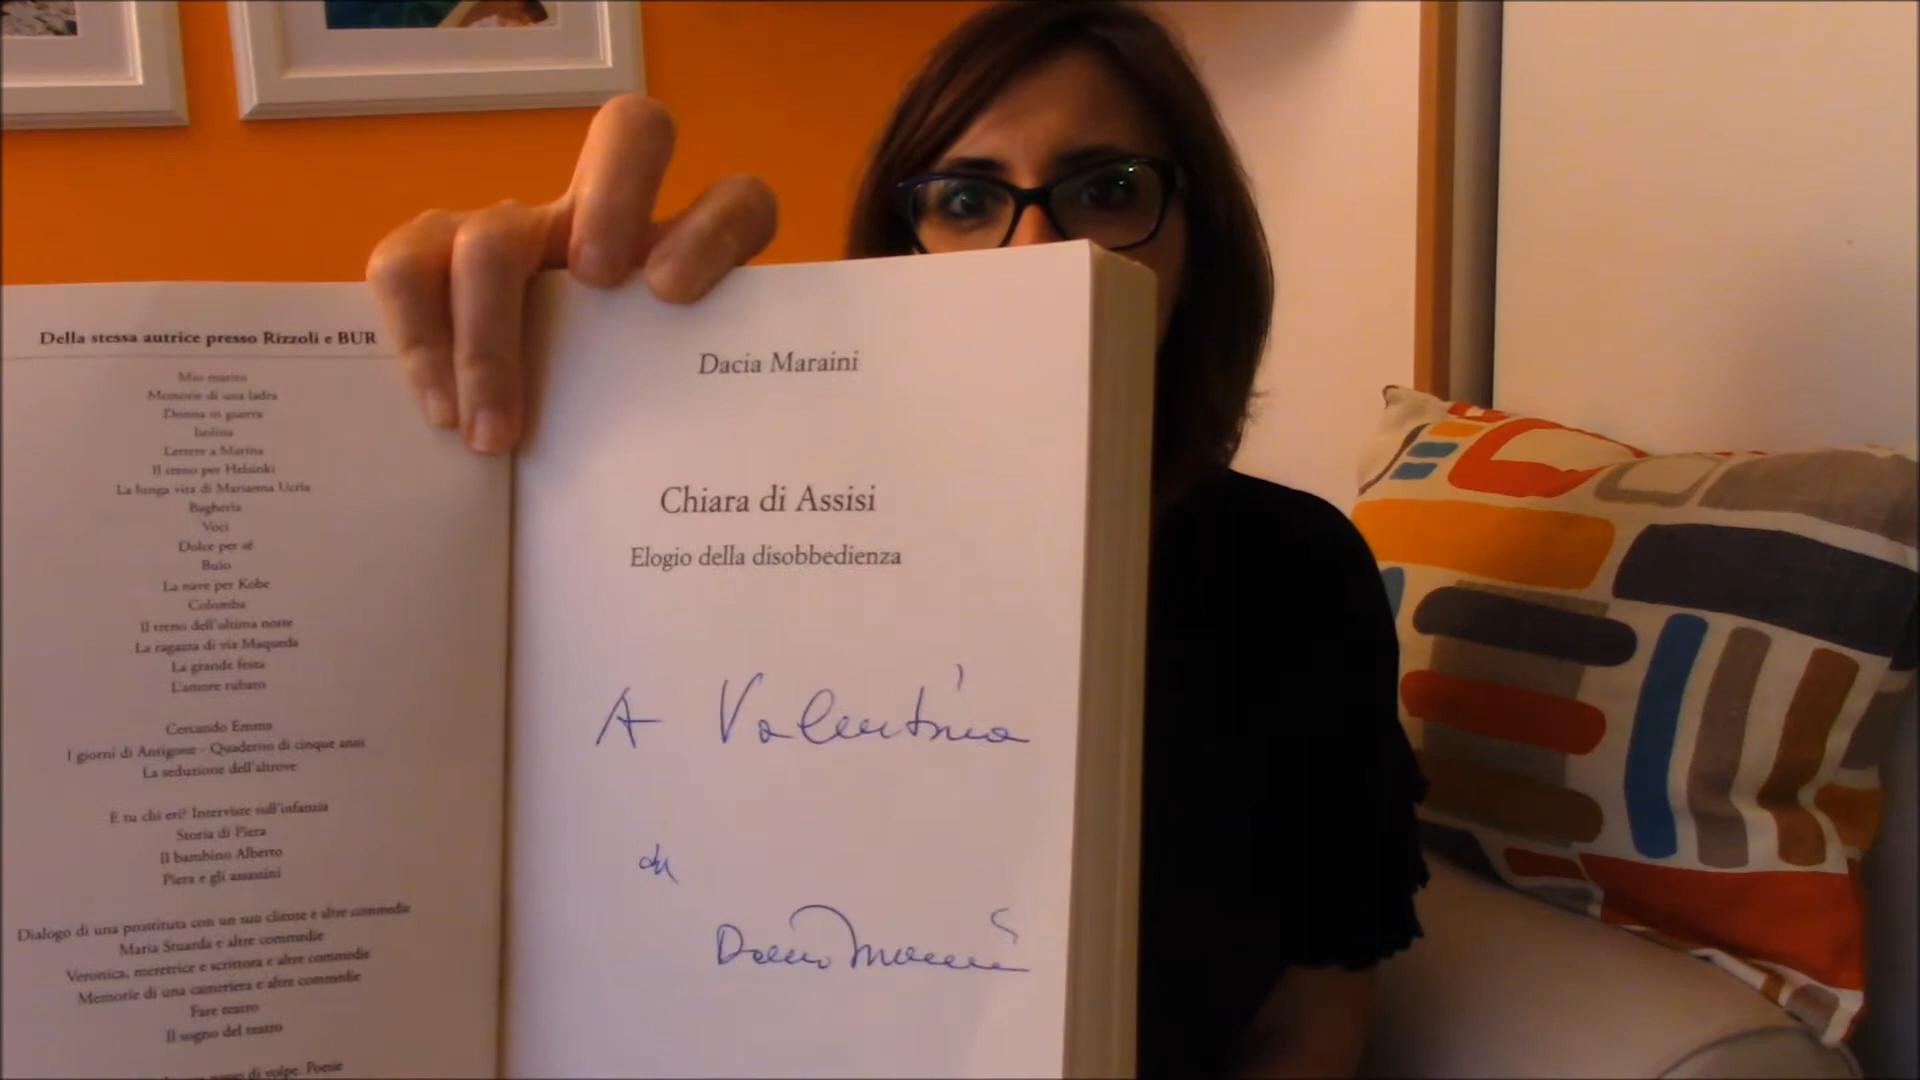 Della stessa autrice presso Rizzoli e BUR
Mio marito
Memorie di una ladra
Donna in guerra
Isolina
Lettere a Marina
Il treno per Helsinki
La lunga vita di Marianna Ucrìa
Bagheria
Voci
Dolce per sé
Buio
La nave per Kobe
Colomba
Il treno dell'ultima notte
La ragazza di via Maqueda
La grande festa
L'amore rubato
Cercando Emma
I giorni di Antigone - Quaderno di cinque anni
La seduzione dell'altrove
E tu chi eri? Interviste sull'infanzia
Storia di Piera
Il bambino Alberto
Piera e gli assassini
Dialogo di una prostituta con un suo cliente e altre commedie
Maria Stuarda e altre commedie
Veronica, meretrice e scrittora e altre commedie
Memorie di una cameriera e altre commedie
Fare teatro
Il sogno del teatro
di volpe. Poesie
Dacia Maraini
Chiara di Assisi
Elogio della disobbedienza
A Valentina
di
Dacia Maraini